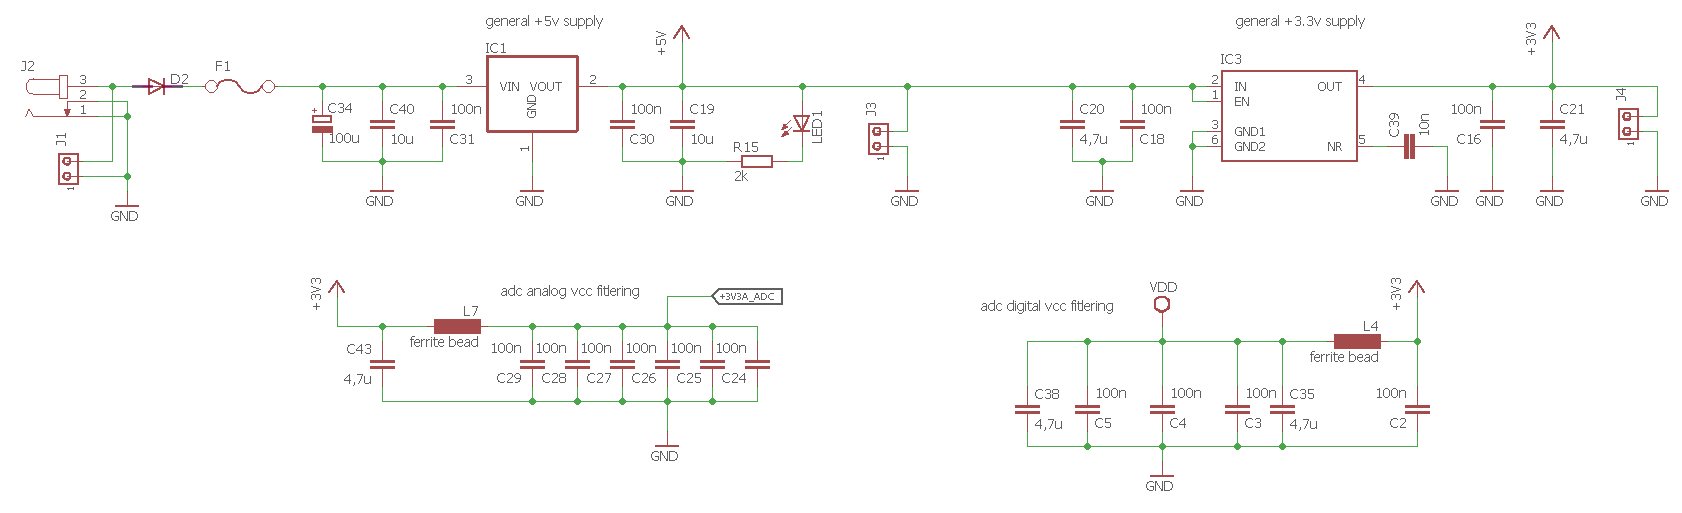 general +5v supply
general +3.3v supply
J2
3
2
1
J1
1
GND
D2
F1
+
C34
100u
C40
10u
100n
C31
GND
IC1
3
VIN
VOUT
GND
2
1
GND
+5V
100n
C30
C19
10u
GND
R15
2k
LED1
J3
1
GND
C20
4,7u
100n
C18
GND
IC3
2
1
3
6
IN
EN
GND1
GND2
OUT
NR
4
5
GND
C39
10n
GND
100n
C16
GND
+3V3
C21
4,7u
GND
J4
1
GND
adc analog vcc fitlering
+3V3
C43
4,7u
L7
ferrite bead
+3V3A_ADC
100n
C29
100n
C28
100n
C27
100n
C26
100n
C25
100n
C24
GND
adc digital vcc fitlering
VDD
+3V3
L4
ferrite bead
C38
4,7u
100n
C5
100n
C4
100n
C3
C35
4,7u
100n
C2
GND